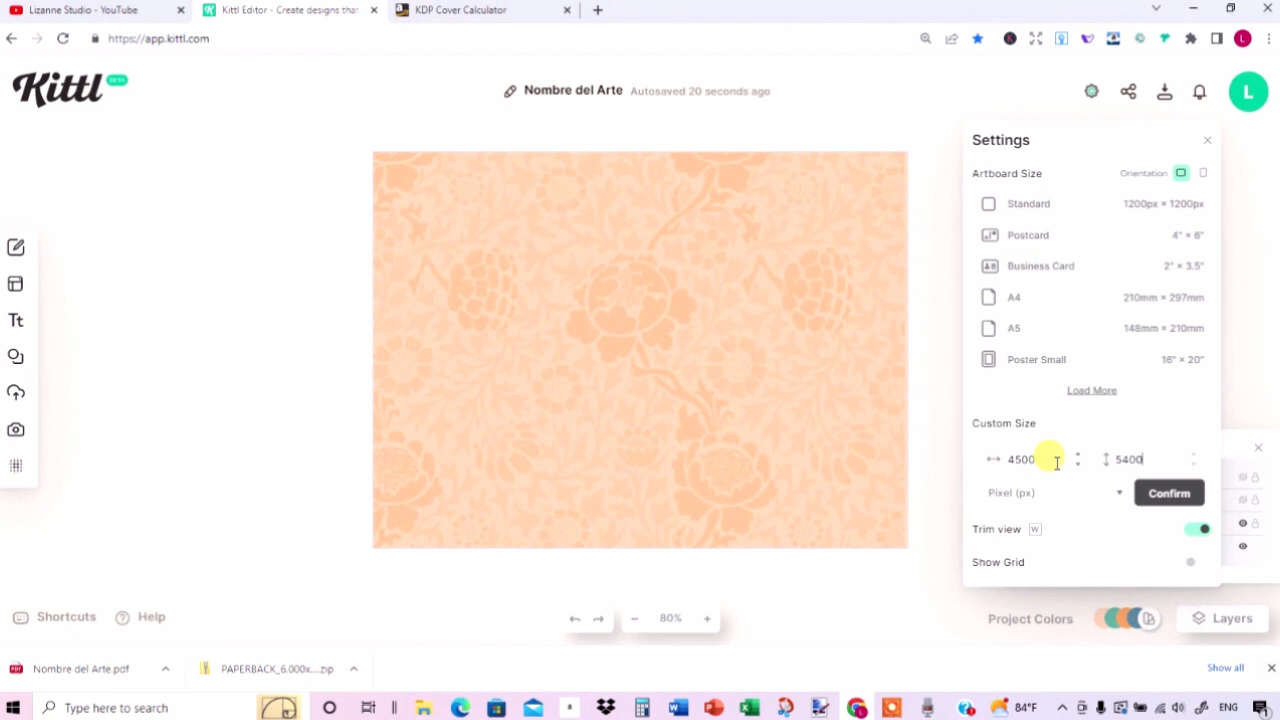 Lizanne Studio - YouTube
Kittl Editor - Create designs that
KDP Cover Calculator
https://app.kittl.com
L
Kittl BETA
Nombre del Arte Autosaved 20 seconds ago
L
Settings
Artboard Size Orientation
Standard 1200px × 1200px
Postcard 4" × 6"
Business Card 2" × 3.5"
A4 210mm × 297mm
Tt
A5 148mm × 210mm
Poster Small 16" × 20"
Load More
Custom Size
4500 5400
Pixel (px) Confirm
Trim view W
Show Grid
Shortcuts Help
80%
Project Colors Layers
Nombre del Arte.pdf
PAPERBACK_6.000x....zip
Show all
Type here to search
84°F
ENG